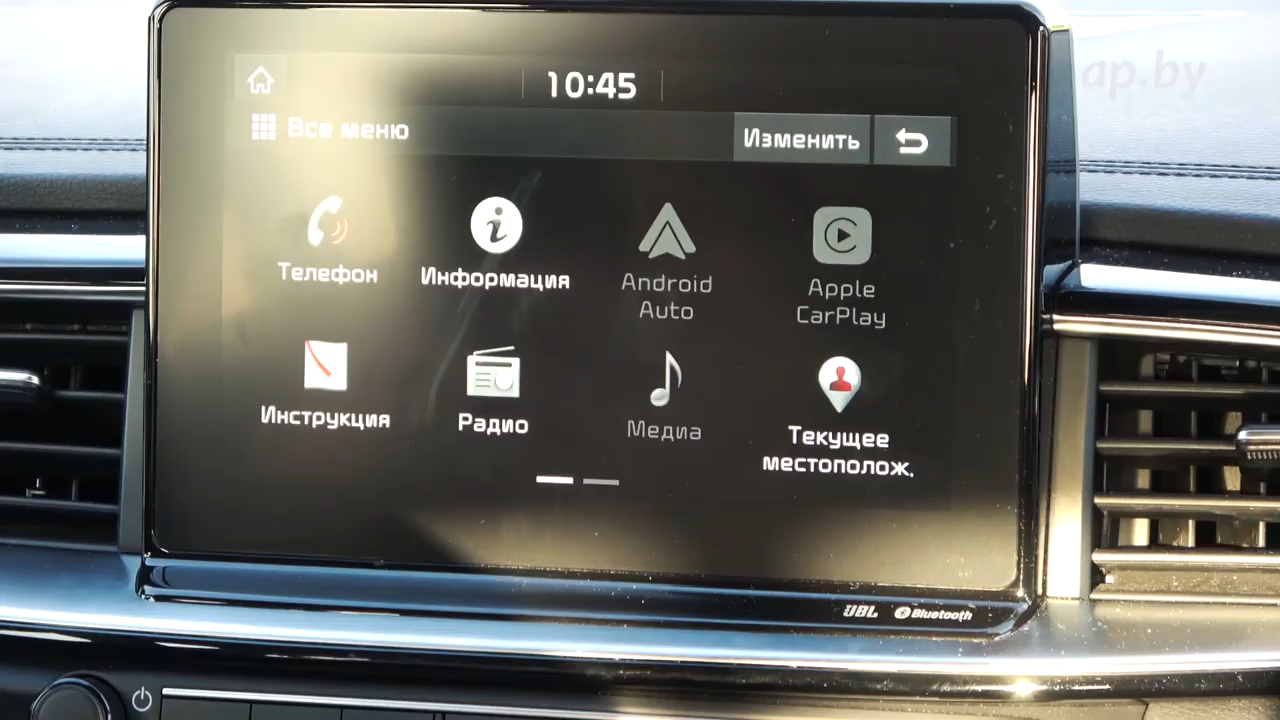 ap.by
10:45
Все меню
Изменить
Телефон
Информация
Android
Auto
Apple
CarPlay
Инструкция
Радио
Медиа
Текущее
местополож.
JBL
Bluetooth